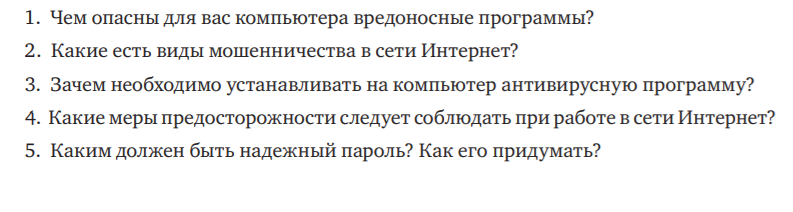 1. Чем опасны для вас компьютера вредоносные программы?
2. Какие есть виды мошенничества в сети Интернет?
3. Зачем необходимо устанавливать на компьютер антивирусную программу?
4. Какие меры предосторожности следует соблюдать при работе в сети Интернет?
5. Каким должен быть надежный пароль? Как его придумать?